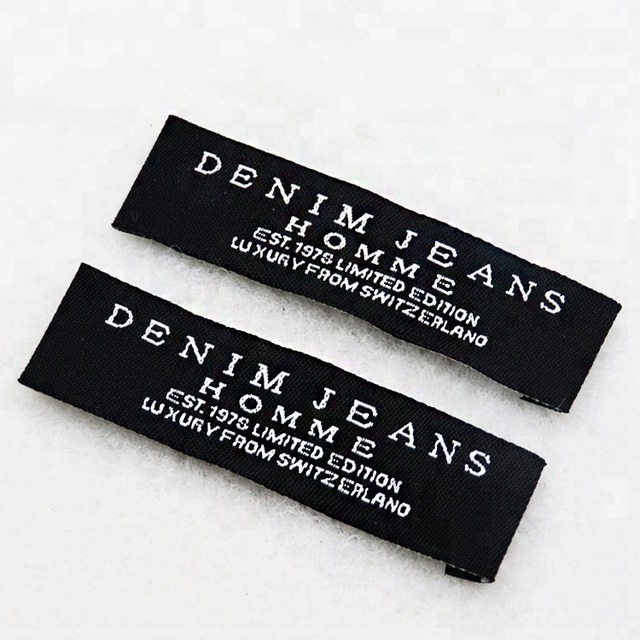 DENIM JEANS
HOMME
EST. 1978 LIMITED EDITION
LUXURY FROM SWITZERLAND
DENIM JEANS
HOMME
EST. 1978 LIMITED EDITION
LUXURY FROM SWITZERLAND